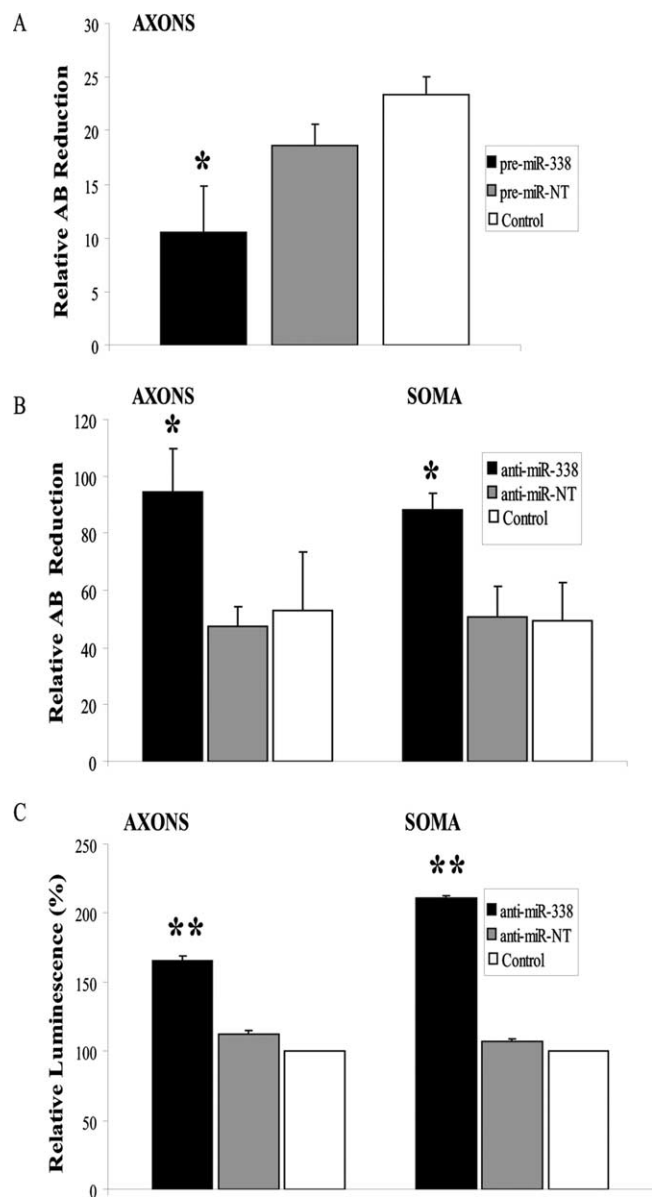 A
AXONS
30
25
20
15
10
5
0
Relative AB Reduction
*
pre-miR-338
pre-miR-NT
Control
B
AXONS
SOMA
120
100
80
60
40
20
0
Relative AB Reduction
*
*
anti-miR-338
anti-miR-NT
Control
C
AXONS
SOMA
250
200
150
100
50
0
Relative Luminescence (%)
**
**
anti-miR-338
anti-miR-NT
Control